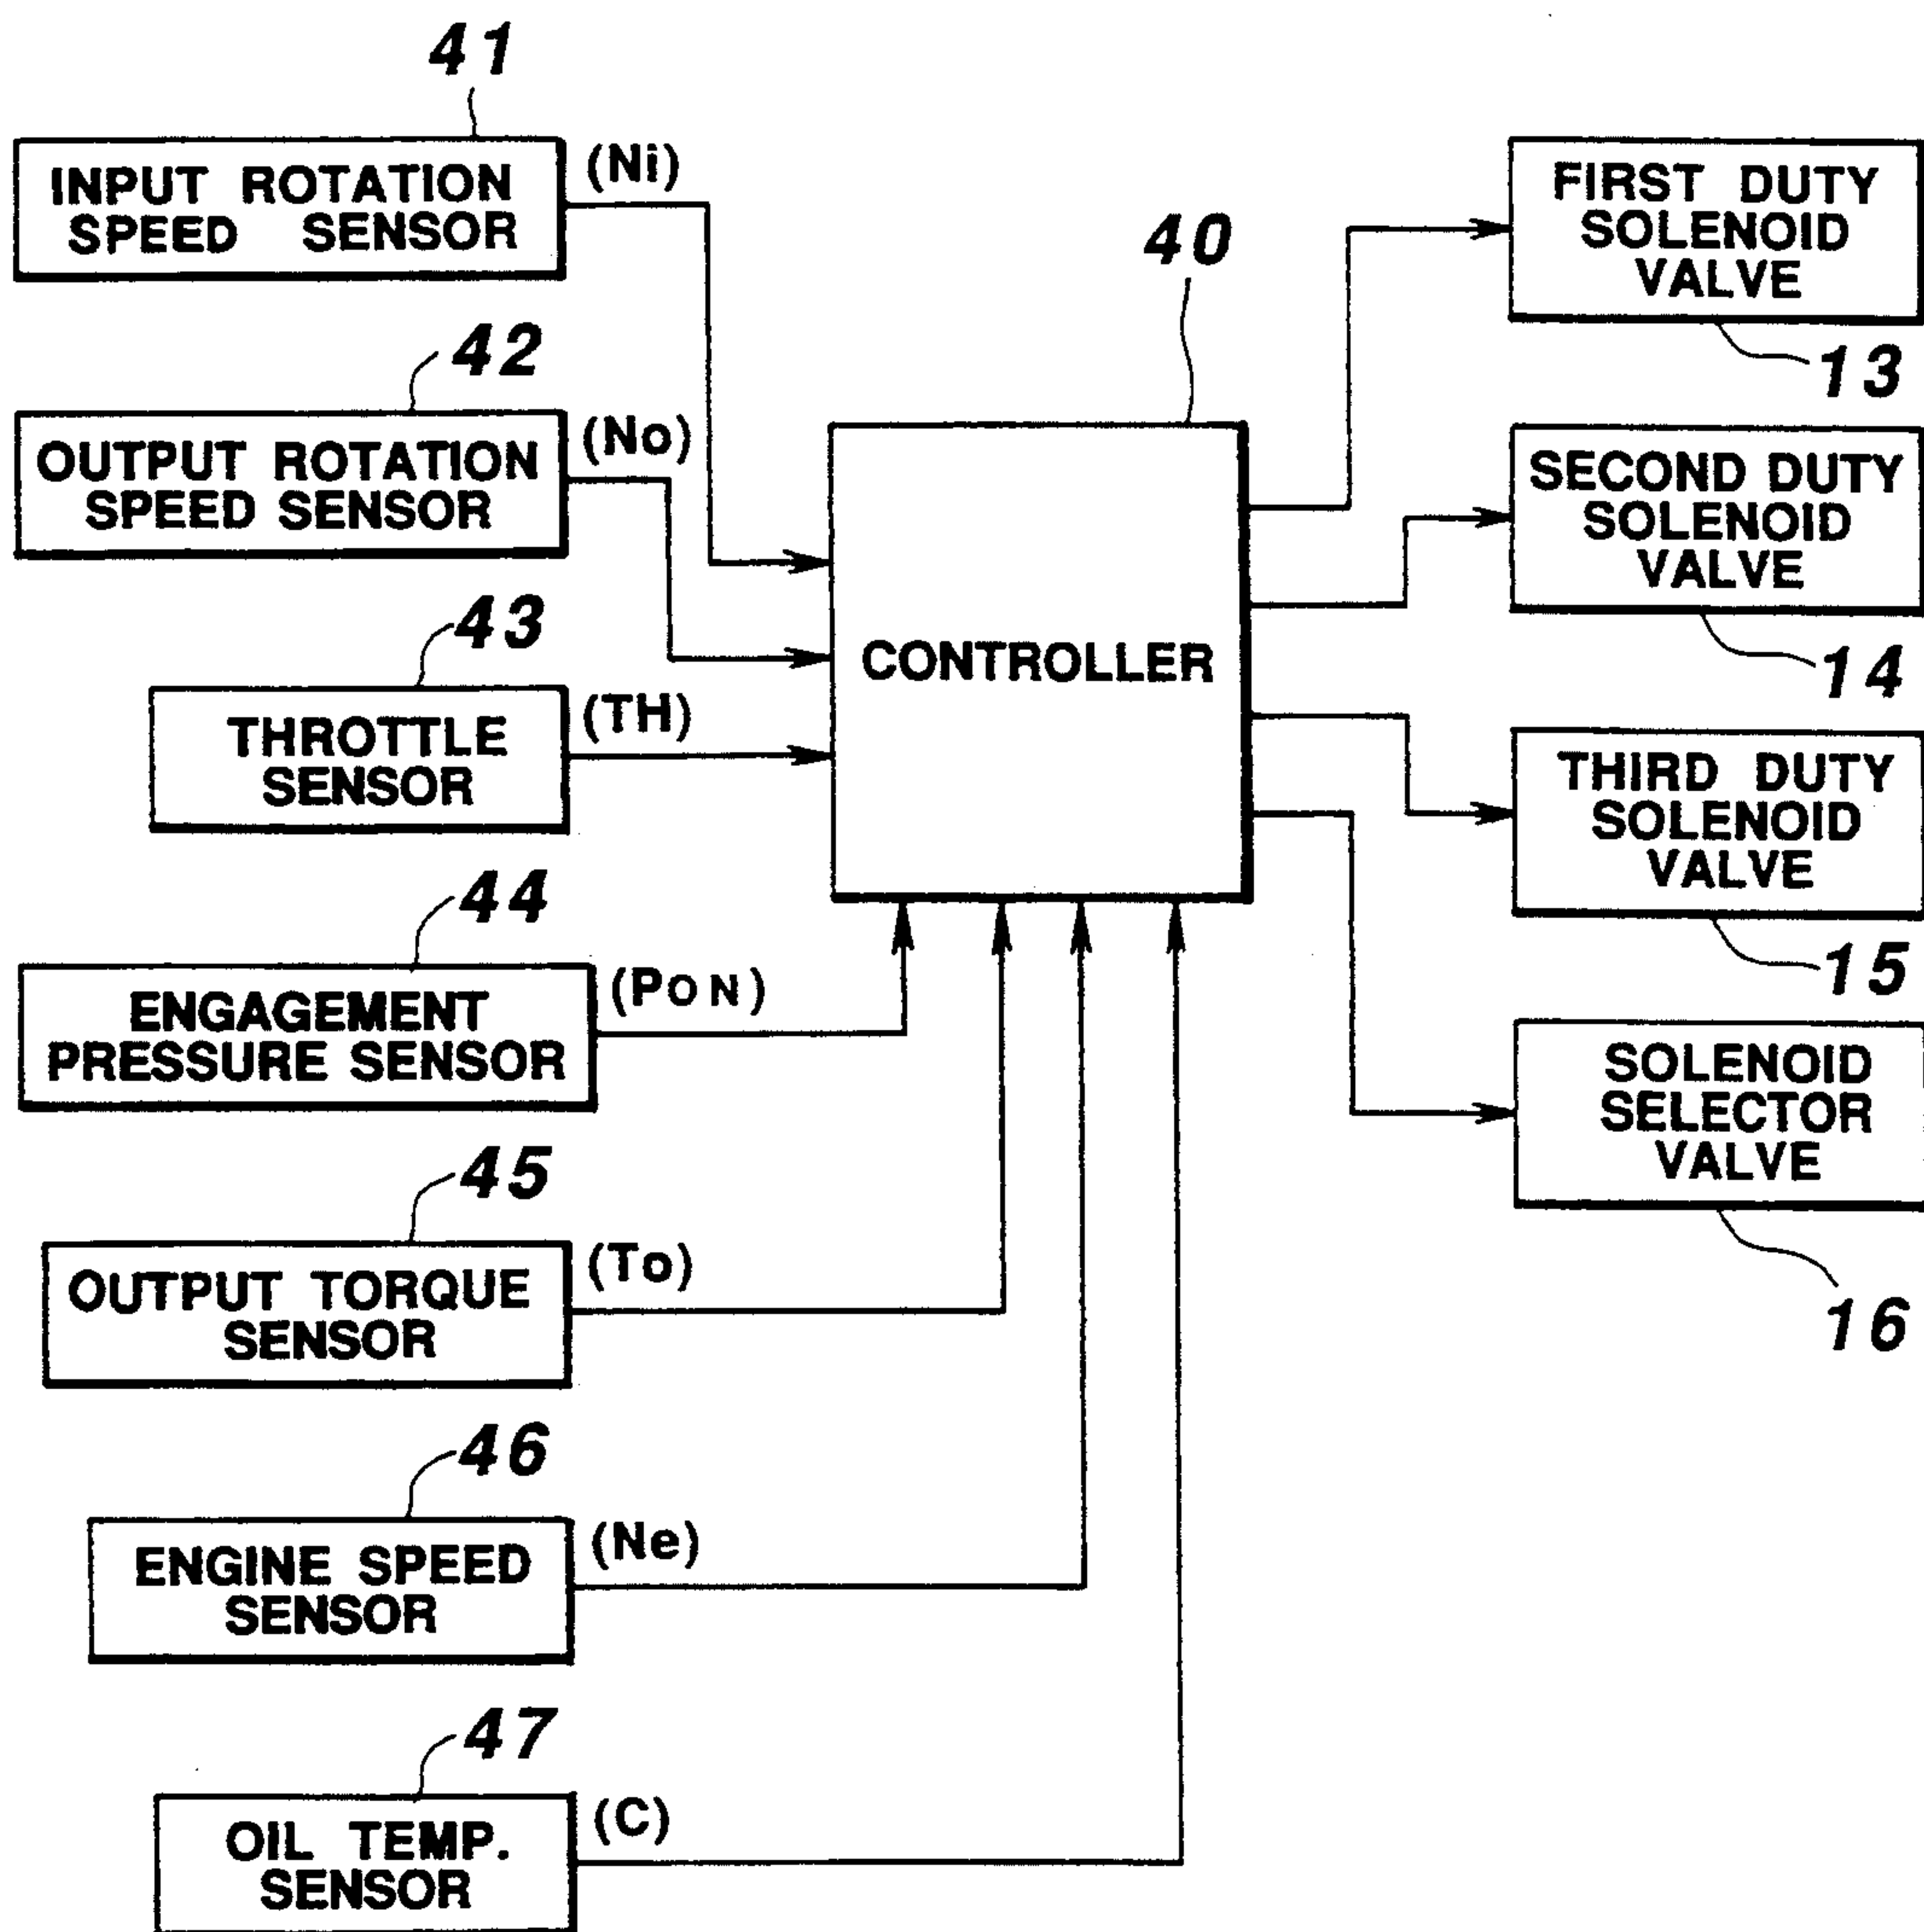 41
INPUT ROTATION
SPEED SENSOR
(Ni)
42
OUTPUT ROTATION
SPEED SENSOR
(No)
43
THROTTLE
SENSOR
(TH)
44
ENGAGEMENT
PRESSURE SENSOR
(PON)
45
OUTPUT TORQUE
SENSOR
(To)
46
ENGINE SPEED
SENSOR
(Ne)
47
OIL TEMP.
SENSOR
(C)
40
CONTROLLER
FIRST DUTY
SOLENOID
VALVE
13
SECOND DUTY
SOLENOID
VALVE
14
THIRD DUTY
SOLENOID
VALVE
15
SOLENOID
SELECTOR
VALVE
16